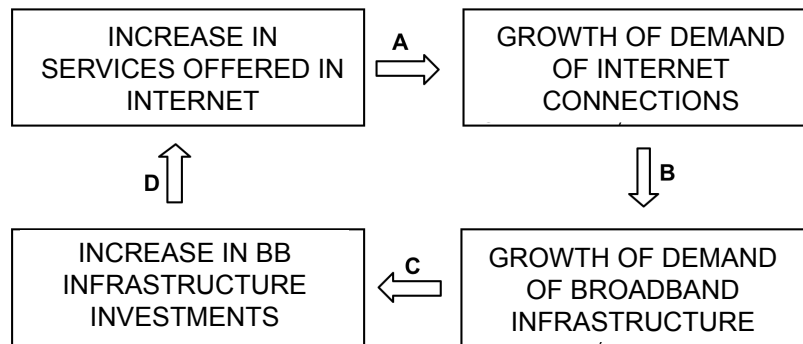 INCREASE IN
SERVICES OFFERED IN
INTERNET
A
GROWTH OF DEMAND
OF INTERNET
CONNECTIONS
B
GROWTH OF DEMAND
OF BROADBAND
INFRASTRUCTURE
C
INCREASE IN BB
INFRASTRUCTURE
INVESTMENTS
D